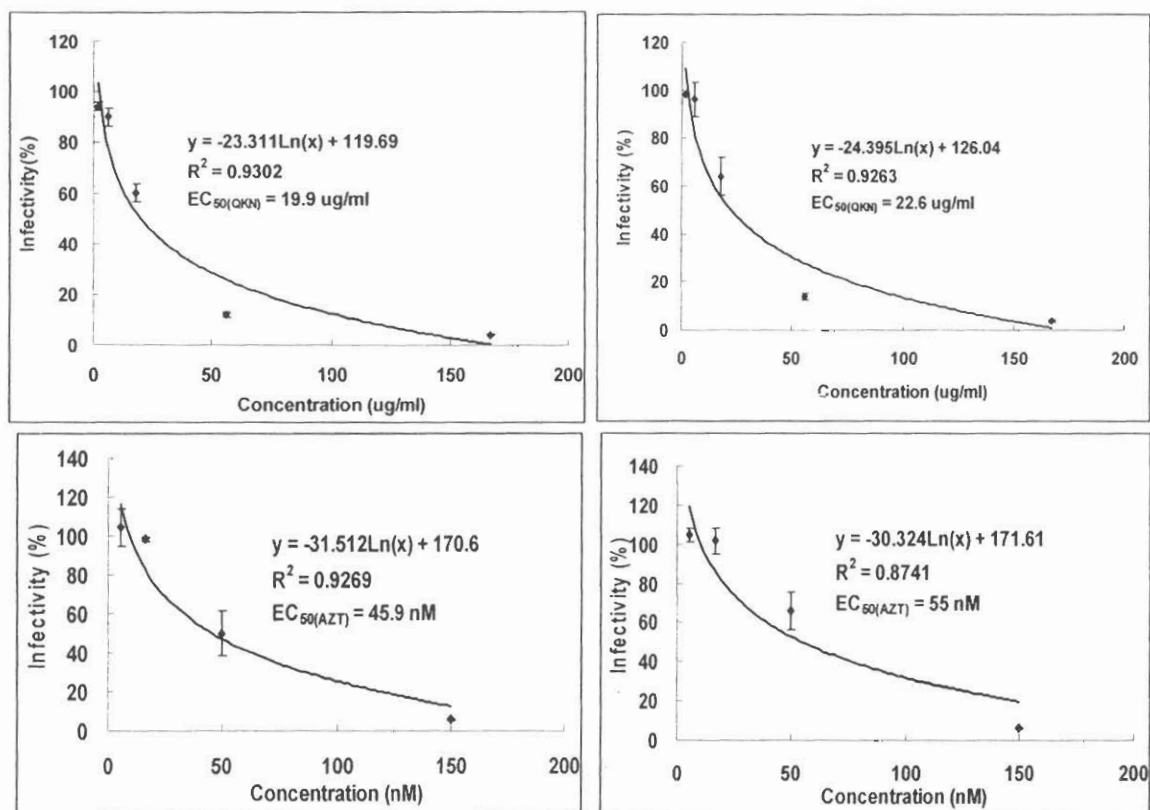 120
100
80
60
40
20
0
Infectivity(%)
y = -23.311Ln(x) + 119.69
R² = 0.9302
EC50(QKN) = 19.9 ug/ml
0 50 100 150 200
Concentration (ug/ml)
120
100
80
60
40
20
0
Infectivity (%)
y = -24.395Ln(x) + 126.04
R² = 0.9263
EC50(QKN) = 22.6 ug/ml
0 50 100 150 200
Concentration (ug/ml)
140
120
100
80
60
40
20
0
Infectivity (%)
y = -31.512Ln(x) + 170.6
R² = 0.9269
EC50(AZT) = 45.9 nM
0 50 100 150 200
Concentration (nM)
140
120
100
80
60
40
20
0
Infectivity (%)
y = -30.324Ln(x) + 171.61
R² = 0.8741
EC50(AZT) = 55 nM
0 50 100 150 200
Concentration (nM)